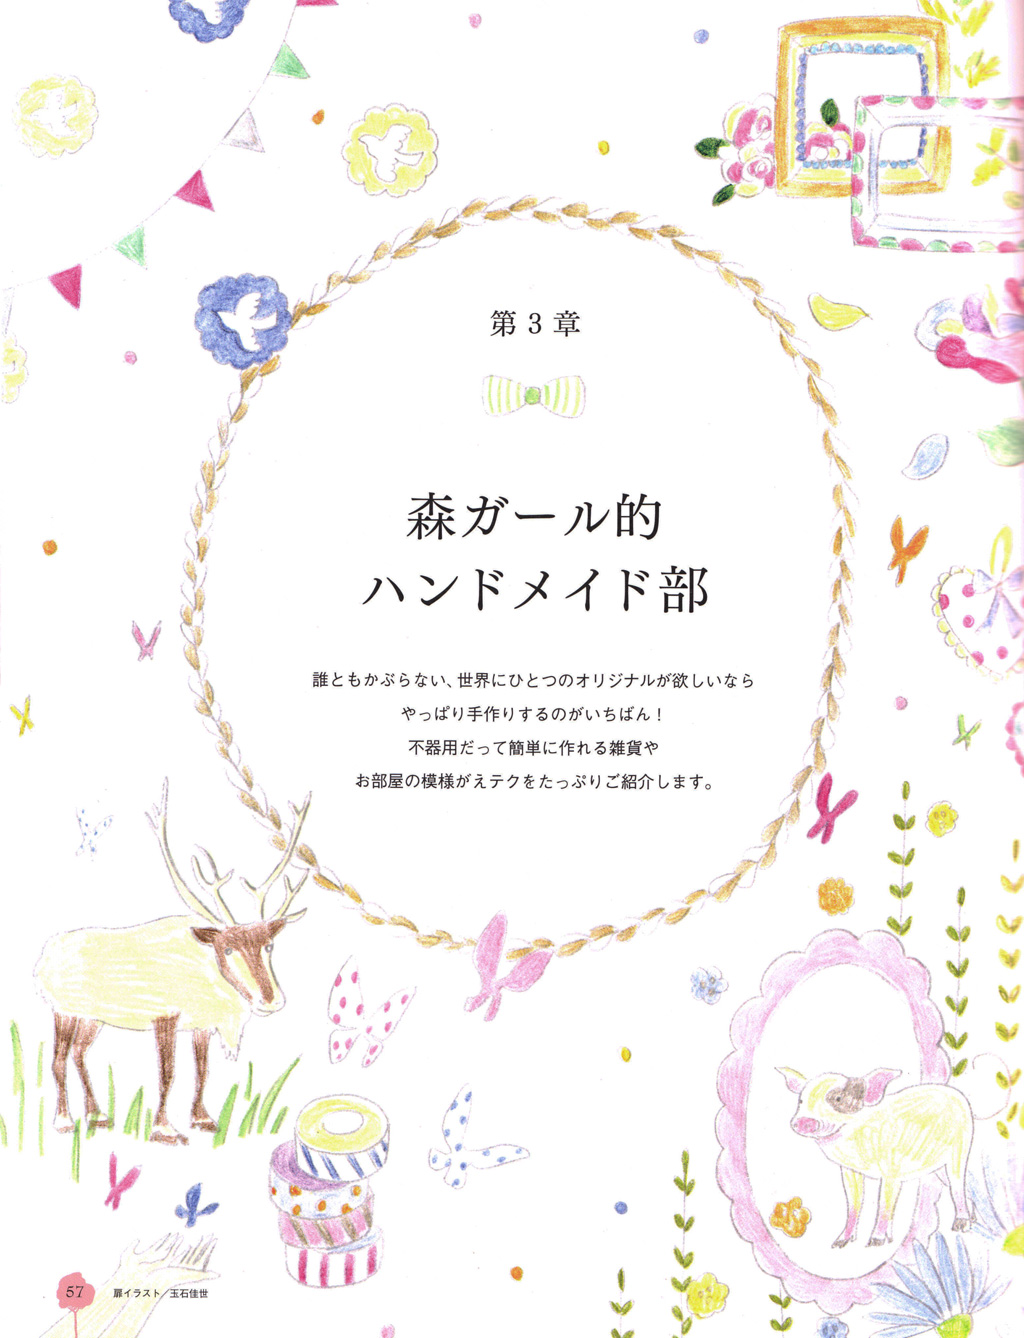 第3章
森ガール的
ハンドメイド部
誰ともかぶらない、世界にひとつのオリジナルが欲しいなら
やっぱり手作りするのがいちばん!
不器用だって簡単に作れる雑貨や
お部屋の模様がえテクをたっぷりご紹介します。
57
扉イラスト/玉石佳世